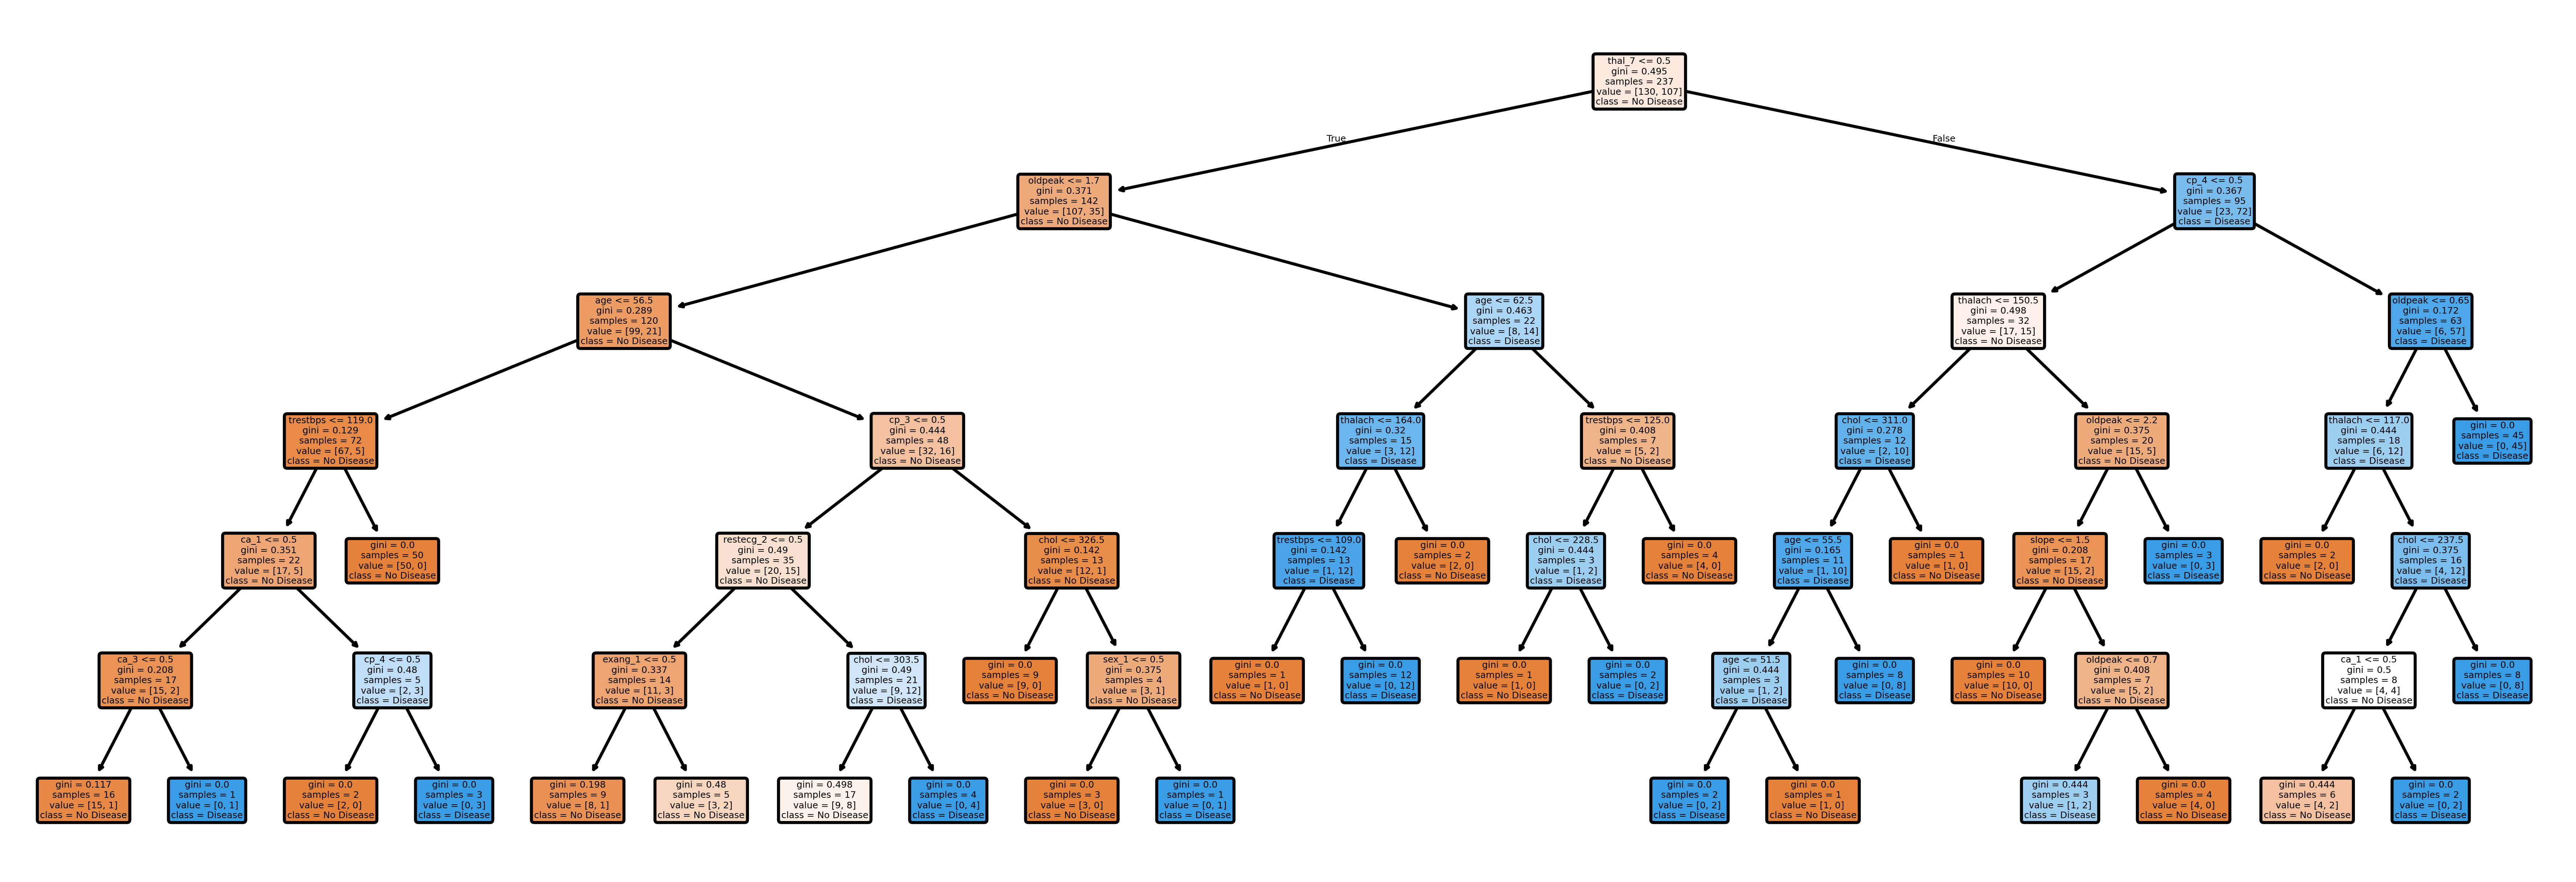 thal_7 <= 0.5
gini = 0.495
samples = 237
value = [130, 107]
class = No Disease
True
False
oldpeak <= 1.7
gini = 0.371
samples = 142
value = [107, 35]
class = No Disease
cp_4 <= 0.5
gini = 0.367
samples = 95
value = [23, 72]
class = Disease
age <= 56.5
gini = 0.289
samples = 120
value = [99, 21]
class = No Disease
age <= 62.5
gini = 0.463
samples = 22
value = [8, 14]
class = Disease
thalach <= 150.5
gini = 0.498
samples = 32
value = [17, 15]
class = No Disease
oldpeak <= 0.65
gini = 0.172
samples = 63
value = [6, 57]
class = Disease
trestbps <= 119.0
gini = 0.129
samples = 72
value = [67, 5]
class = No Disease
cp_3 <= 0.5
gini = 0.444
samples = 48
value = [32, 16]
class = No Disease
thalach <= 164.0
gini = 0.32
samples = 15
value = [3, 12]
class = Disease
trestbps <= 125.0
gini = 0.408
samples = 7
value = [5, 2]
class = No Disease
chol <= 311.0
gini = 0.278
samples = 12
value = [2, 10]
class = Disease
oldpeak <= 2.2
gini = 0.375
samples = 20
value = [15, 5]
class = No Disease
thalach <= 117.0
gini = 0.444
samples = 18
value = [6, 12]
class = Disease
gini = 0.0
samples = 45
value = [0, 45]
class = Disease
ca_1 <= 0.5
gini = 0.351
samples = 22
value = [17, 5]
class = No Disease
gini = 0.0
samples = 50
value = [50, 0]
class = No Disease
restecg_2 <= 0.5
gini = 0.49
samples = 35
value = [20, 15]
class = No Disease
chol <= 326.5
gini = 0.142
samples = 13
value = [12, 1]
class = No Disease
trestbps <= 109.0
gini = 0.142
samples = 13
value = [1, 12]
class = Disease
gini = 0.0
samples = 2
value = [2, 0]
class = No Disease
chol <= 228.5
gini = 0.444
samples = 3
value = [1, 2]
class = Disease
gini = 0.0
samples = 4
value = [4, 0]
class = No Disease
age <= 55.5
gini = 0.165
samples = 11
value = [1, 10]
class = Disease
gini = 0.0
samples = 1
value = [1, 0]
class = No Disease
slope <= 1.5
gini = 0.208
samples = 17
value = [15, 2]
class = No Disease
gini = 0.0
samples = 3
value = [0, 3]
class = Disease
gini = 0.0
samples = 2
value = [2, 0]
class = No Disease
chol <= 237.5
gini = 0.375
samples = 16
value = [4, 12]
class = Disease
ca_3 <= 0.5
gini = 0.208
samples = 17
value = [15, 2]
class = No Disease
cp_4 <= 0.5
gini = 0.48
samples = 5
value = [2, 3]
class = Disease
exang_1 <= 0.5
gini = 0.337
samples = 14
value = [11, 3]
class = No Disease
chol <= 303.5
gini = 0.49
samples = 21
value = [9, 12]
class = Disease
gini = 0.0
samples = 9
value = [9, 0]
class = No Disease
sex_1 <= 0.5
gini = 0.375
samples = 4
value = [3, 1]
class = No Disease
gini = 0.0
samples = 1
value = [1, 0]
class = No Disease
gini = 0.0
samples = 12
value = [0, 12]
class = Disease
gini = 0.0
samples = 1
value = [1, 0]
class = No Disease
gini = 0.0
samples = 2
value = [0, 2]
class = Disease
age <= 51.5
gini = 0.444
samples = 3
value = [1, 2]
class = Disease
gini = 0.0
samples = 8
value = [0, 8]
class = Disease
gini = 0.0
samples = 10
value = [10, 0]
class = No Disease
oldpeak <= 0.7
gini = 0.408
samples = 7
value = [5, 2]
class = No Disease
ca_1 <= 0.5
gini = 0.5
samples = 8
value = [4, 4]
class = No Disease
gini = 0.0
samples = 8
value = [0, 8]
class = Disease
gini = 0.117
samples = 16
value = [15, 1]
class = No Disease
gini = 0.0
samples = 1
value = [0, 1]
class = Disease
gini = 0.0
samples = 2
value = [2, 0]
class = No Disease
gini = 0.0
samples = 3
value = [0, 3]
class = Disease
gini = 0.198
samples = 9
value = [8, 1]
class = No Disease
gini = 0.48
samples = 5
value = [3, 2]
class = No Disease
gini = 0.498
samples = 17
value = [9, 8]
class = No Disease
gini = 0.0
samples = 4
value = [0, 4]
class = Disease
gini = 0.0
samples = 3
value = [3, 0]
class = No Disease
gini = 0.0
samples = 1
value = [0, 1]
class = Disease
gini = 0.0
samples = 2
value = [0, 2]
class = Disease
gini = 0.0
samples = 1
value = [1, 0]
class = No Disease
gini = 0.444
samples = 3
value = [1, 2]
class = Disease
gini = 0.0
samples = 4
value = [4, 0]
class = No Disease
gini = 0.444
samples = 6
value = [4, 2]
class = No Disease
gini = 0.0
samples = 2
value = [0, 2]
class = Disease